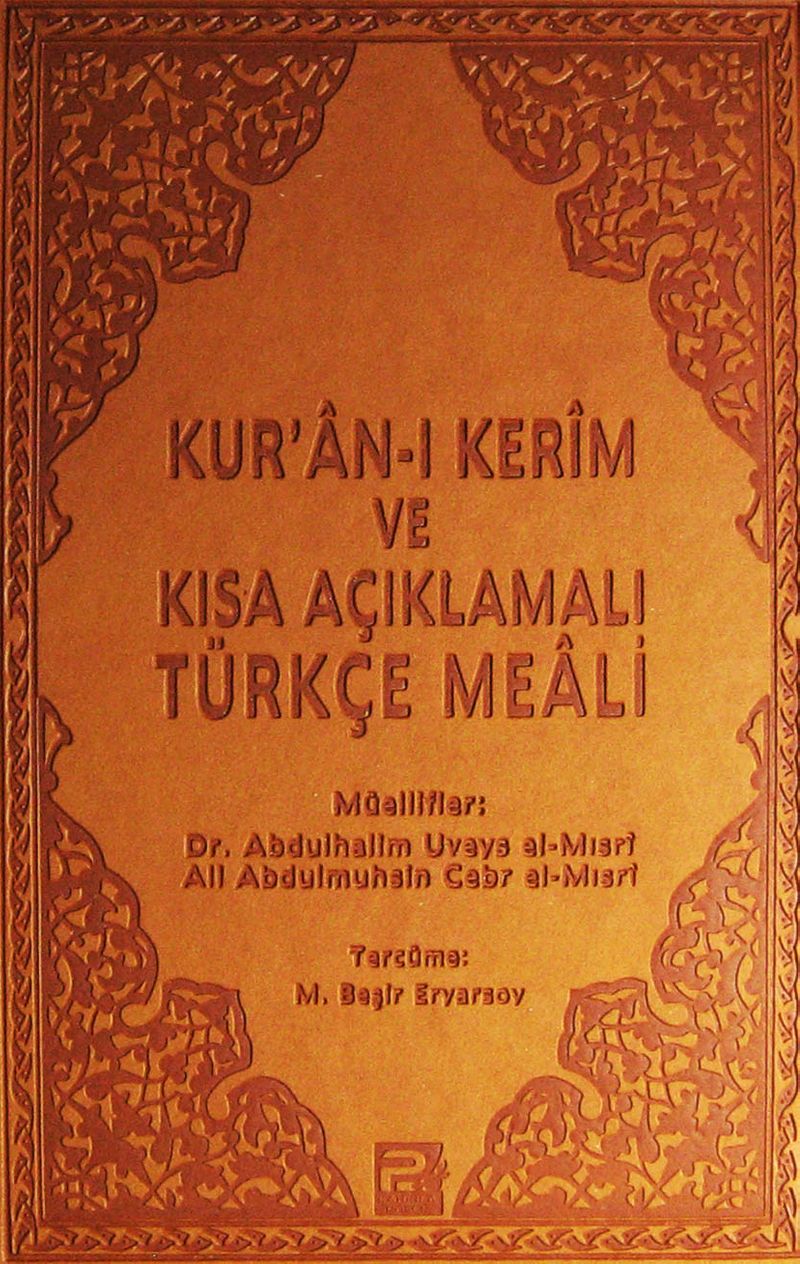 KUR'ÂN-I KERÎM
VE
KISA AÇIKLAMALI
TÜRKÇE MEÂLİ
Müellifler:
Dr. Abdulhalim Uveys el-Mısrî
Ali Abdulmuhsin Cebr el-Mısrî
Tercüme:
M. Beşir Eryarsoy